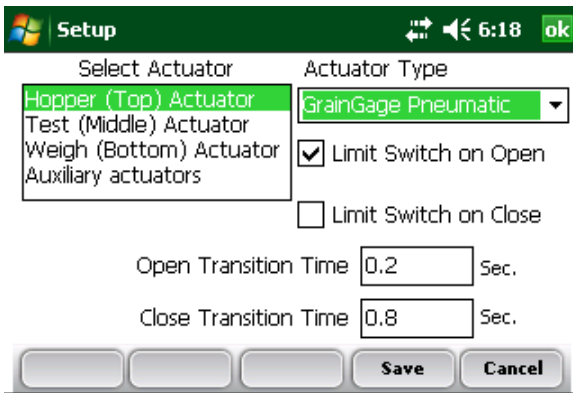 Setup 6:18 ok
Select Actuator Actuator Type
Hopper (Top) Actuator GrainGage Pneumatic
Test (Middle) Actuator
Weigh (Bottom) Actuator Limit Switch on Open
Auxiliary actuators
Limit Switch on Close
Open Transition Time 0.2 Sec.
Close Transition Time 0.8 Sec.
Save Cancel